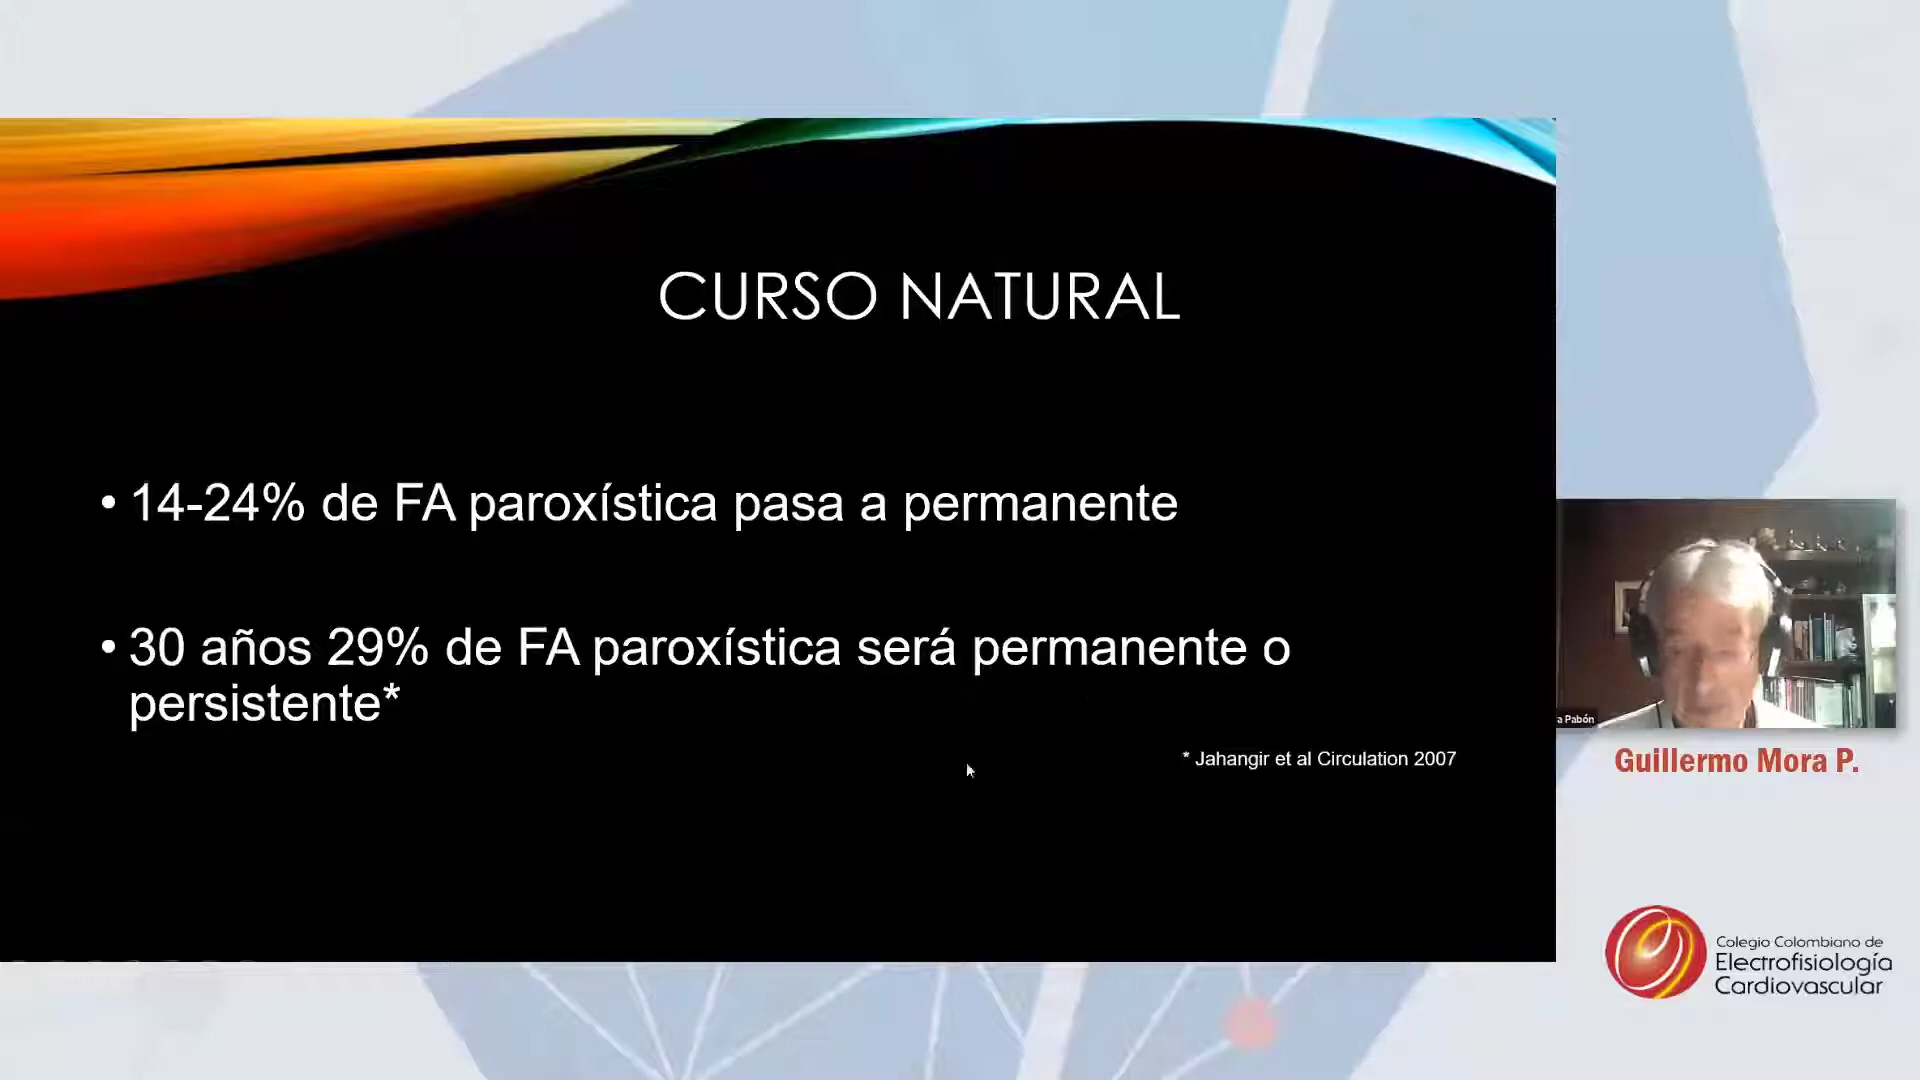 CURSO NATURAL
• 14-24% de FA paroxística pasa a permanente
• 30 años 29% de FA paroxística será permanente o
persistente*
* Jahangir et al Circulation 2007
a Pabón
Guillermo Mora P.
Colegio Colombiano de
Electrofisiología
Cardiovascular